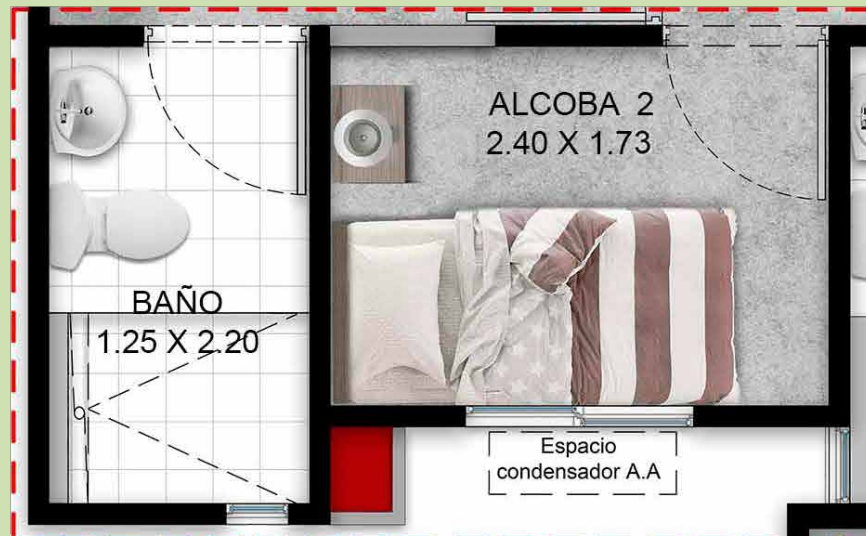 ALCOBA 2
2.40 X 1.73
BAÑO
1.25 X 2.20
Espacio
condensador A.A